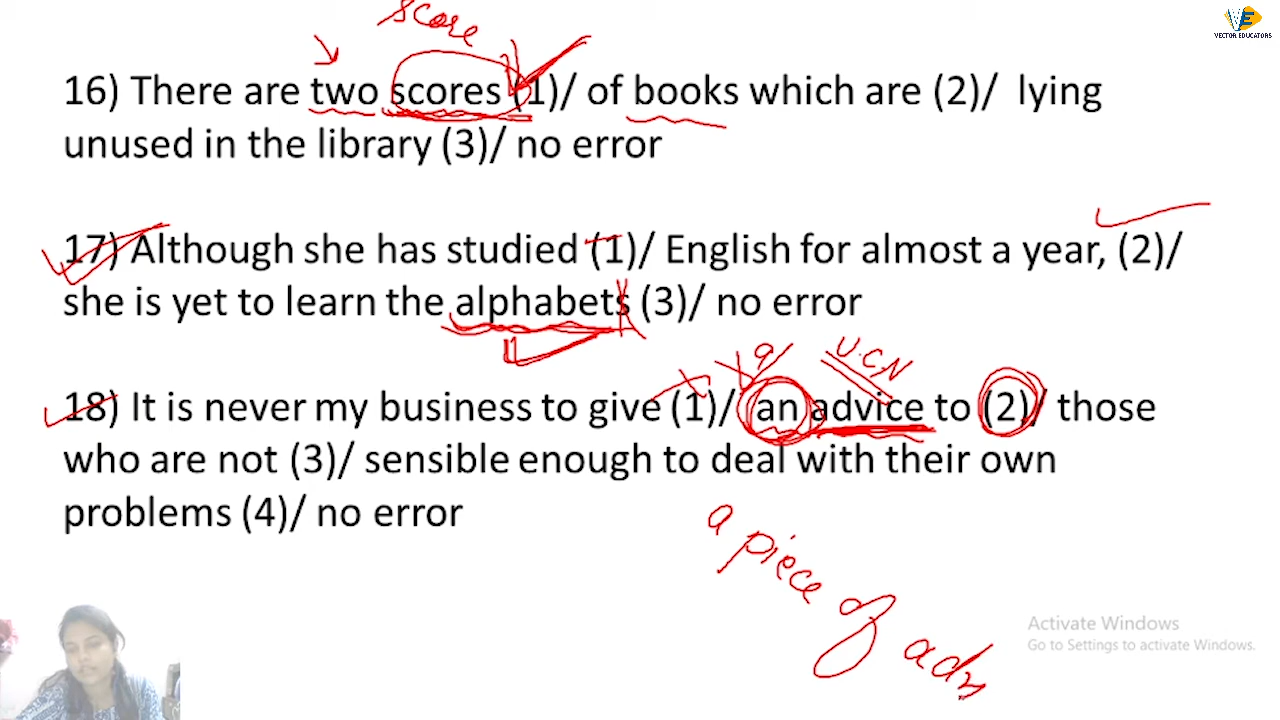 score
VECTOR EDUCATORS
16) There are two scores (1)/ of books which are (2)/ lying
unused in the library (3)/ no error
17) Although she has studied (1)/ English for almost a year, (2)/
she is yet to learn the alphabets (3)/ no error
a/ U.C.N
18) It is never my business to give (1)/ an advice to (2)/ those
who are not (3)/ sensible enough to deal with their own
problems (4)/ no error
a piece of adv
Activate Windows
Go to Settings to activate Windows.